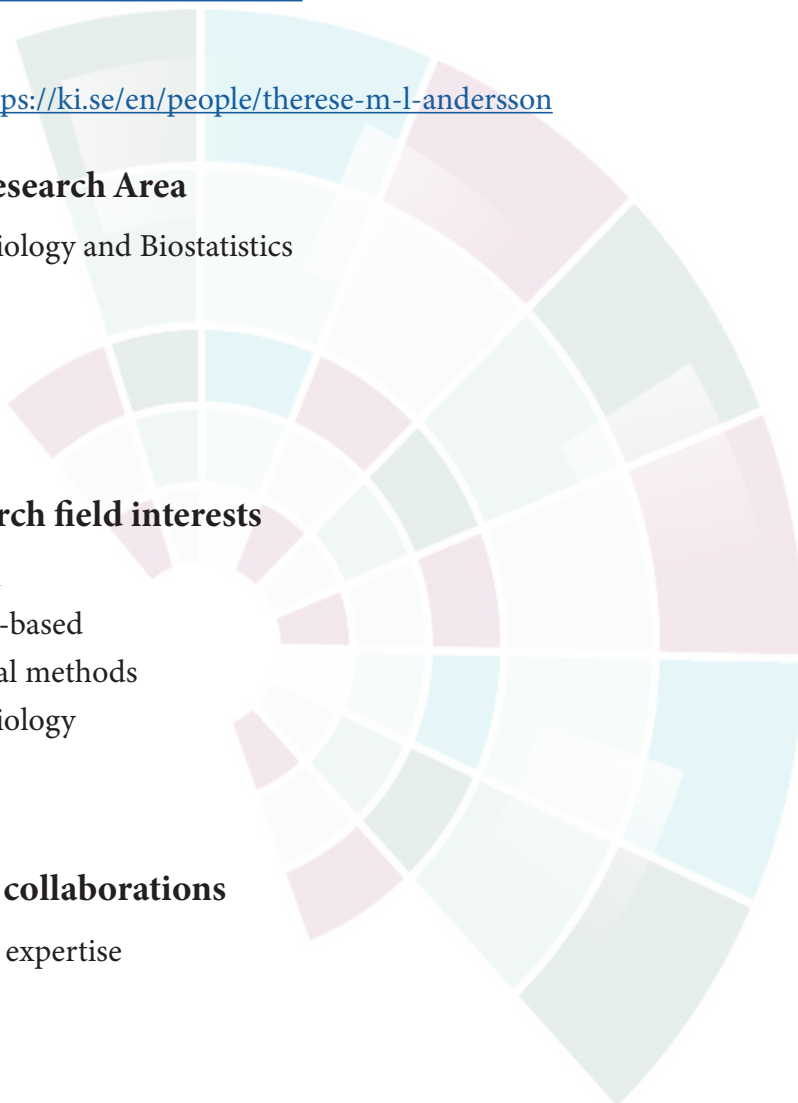 ps://ki.se/en/people/therese-m-l-andersson
esearch Area
iology and Biostatistics
rch field interests
-based
al methods
iology
collaborations
expertise